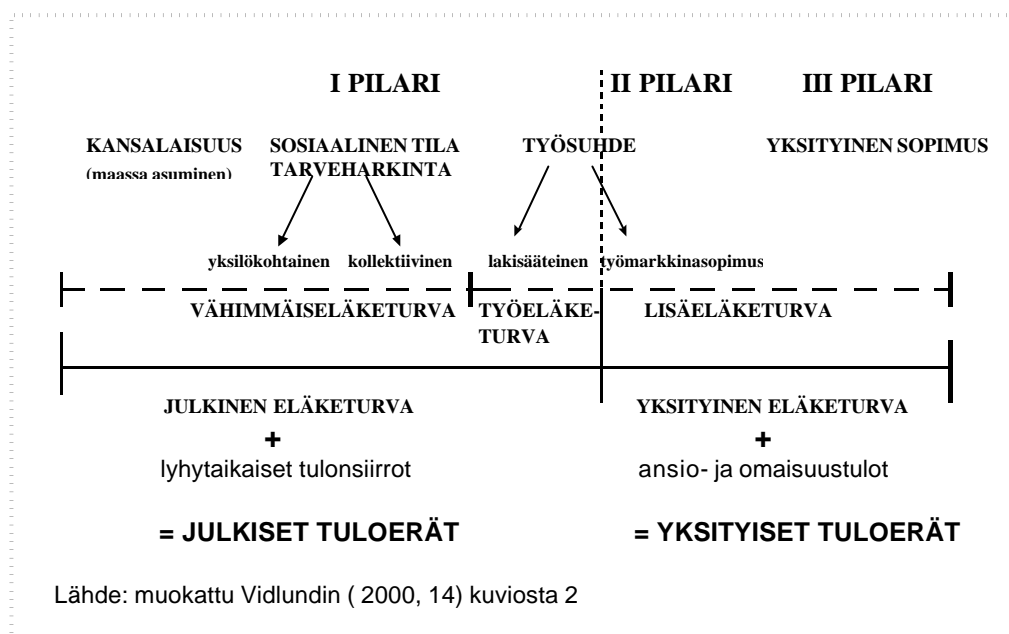 I PILARI II PILARI III PILARI
KANSALAISUUS SOSIAALINEN TILA TYÖSUHDE YKSITYINEN SOPIMUS
(maassa asuminen) TARVEHARKINTA
yksilökohtainen kollektiivinen lakisääteinen työmarkkinasopimus
VÄHIMMÄISELÄKETURVA TYÖELÄKE- LISÄELÄKETURVA
TURVA
JULKINEN ELÄKETURVA YKSITYINEN ELÄKETURVA
+ +
lyhytaikaiset tulonsiirrot ansio- ja omaisuustulot
= JULKISET TULOERÄT = YKSITYISET TULOERÄT
Lähde: muokattu Vidlundin ( 2000, 14) kuviosta 2